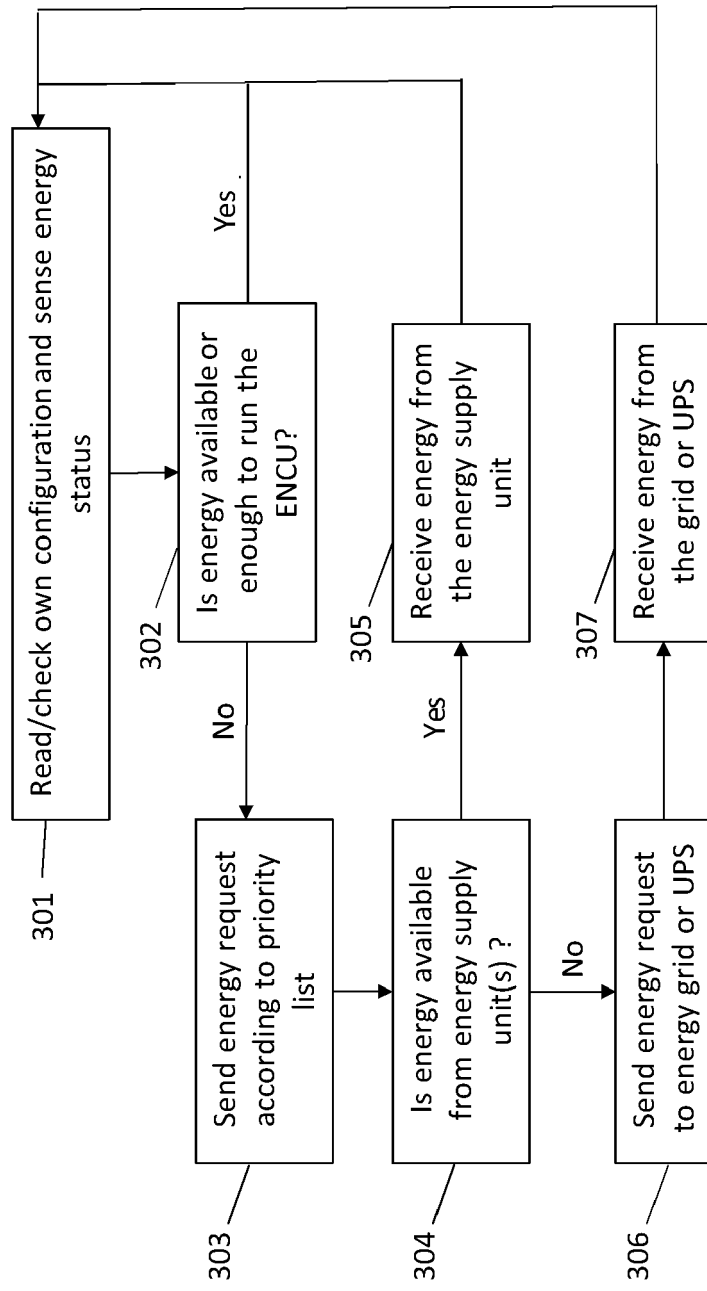 301
Read/check own configuration and sense energy
status
302
Is energy available or
enough to run the
ENCU?
Yes .
No
303
Send energy request
according to priority
list
304
Is energy available
from energy supply
unit(s) ?
Yes
305
Receive energy from
the energy supply
unit
No
306
Send energy request
to energy grid or UPS
307
Receive energy from
the grid or UPS